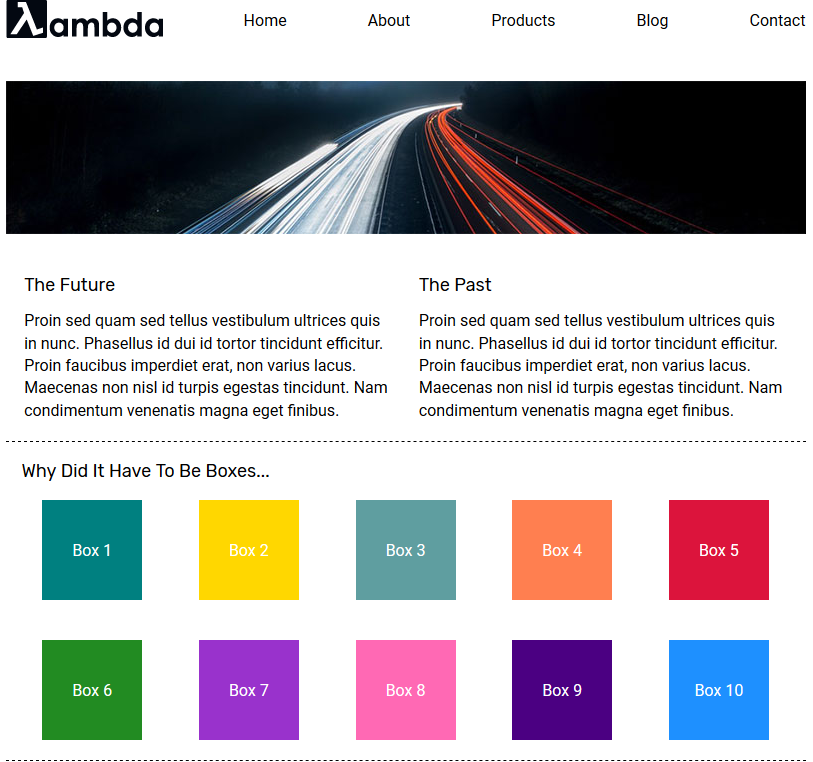 λambda Home About Products Blog Contact
The Future
Proin sed quam sed tellus vestibulum ultrices quis
in nunc. Phasellus id dui id tortor tincidunt efficitur.
Proin faucibus imperdiet erat, non varius lacus.
Maecenas non nisl id turpis egestas tincidunt. Nam
condimentum venenatis magna eget finibus.
The Past
Proin sed quam sed tellus vestibulum ultrices quis
in nunc. Phasellus id dui id tortor tincidunt efficitur.
Proin faucibus imperdiet erat, non varius lacus.
Maecenas non nisl id turpis egestas tincidunt. Nam
condimentum venenatis magna eget finibus.
Why Did It Have To Be Boxes...
Box 1 Box 2 Box 3 Box 4 Box 5
Box 6 Box 7 Box 8 Box 9 Box 10